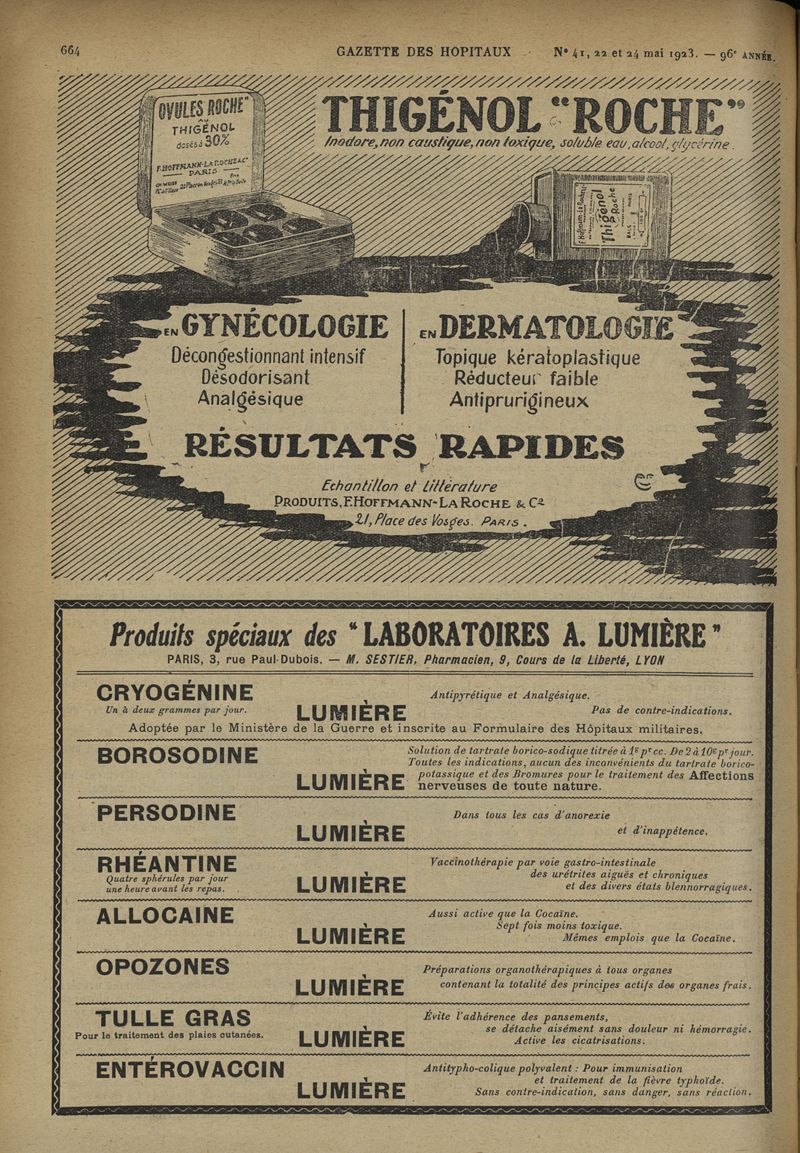 664
GAZETTE DES HOPITAUX
N° 41, 22 et 24 mai 1923. — 96e ANNÉE.
OVULES ROCHE"
AU
THIGÉNOL
dosés à 30%
F. HOFFMANN-LA ROCHE & Cº
PARIS
THIGÉNOL "ROCHE"
Inodore, non caustique, non toxique, soluble eau, alcool, glycérine.
Thigénol
Roche
EN GYNÉCOLOGIE
Décongestionnant intensif
Désodorisant
Analgésique
EN DERMATOLOGIE
Topique kératoplastique
Réducteur faible
Antiprurigineux
RÉSULTATS RAPIDES
Echantillon et Littérature
PRODUITS. F. HOFFMANN-LA ROCHE & Cº
21, Place des Vosges. PARIS.
Produits spéciaux des "LABORATOIRES A. LUMIÈRE"
PARIS, 3, rue Paul-Dubois. — M. SESTIER, Pharmacien, 9, Cours de la Liberté, LYON
CRYOGÉNINE
Un à deux grammes par jour.
LUMIÈRE
Antipyrétique et Analgésique.
Pas de contre-indications.
Adoptée par le Ministère de la Guerre et inscrite au Formulaire des Hôpitaux militaires.
BOROSODINE
LUMIÈRE
Solution de tartrate borico-sodique titrée à 1g pr cc. De 2 à 10g pr jour.
Toutes les indications, aucun des inconvénients du tartrate borico-
potassique et des Bromures pour le traitement des Affections
nerveuses de toute nature.
PERSODINE
LUMIÈRE
Dans tous les cas d'anorexie
et d'inappétence.
RHÉANTINE
Quatre sphérules par jour
une heure avant les repas.
LUMIÈRE
Vaccinothérapie par voie gastro-intestinale
des urétrites aiguës et chroniques
et des divers états blennorragiques.
ALLOCAINE
LUMIÈRE
Aussi active que la Cocaïne.
Sept fois moins toxique.
Mêmes emplois que la Cocaïne.
OPOZONES
LUMIÈRE
Préparations organothérapiques à tous organes
contenant la totalité des principes actifs des organes frais.
TULLE GRAS
Pour le traitement des plaies cutanées.
LUMIÈRE
Évite l'adhérence des pansements,
se détache aisément sans douleur ni hémorragie.
Active les cicatrisations.
ENTÉROVACCIN
LUMIÈRE
Antitypho-colique polyvalent : Pour immunisation
et traitement de la fièvre typhoïde.
Sans contre-indication, sans danger, sans réaction.